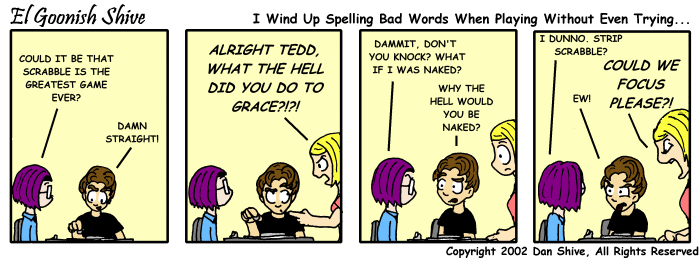 El Goonish Shive
I Wind Up Spelling Bad Words When Playing Without Even Trying...
COULD IT BE THAT
SCRABBLE IS THE
GREATEST GAME
EVER?
DAMN
STRAIGHT!
ALRIGHT TEDD,
WHAT THE HELL
DID YOU DO TO
GRACE?!?!
DAMMIT, DON'T
YOU KNOCK? WHAT
IF I WAS NAKED?
WHY THE
HELL WOULD
YOU BE
NAKED?
I DUNNO. STRIP
SCRABBLE?
EW!
COULD WE
FOCUS
PLEASE?!
Copyright 2002 Dan Shive, All Rights Reserved